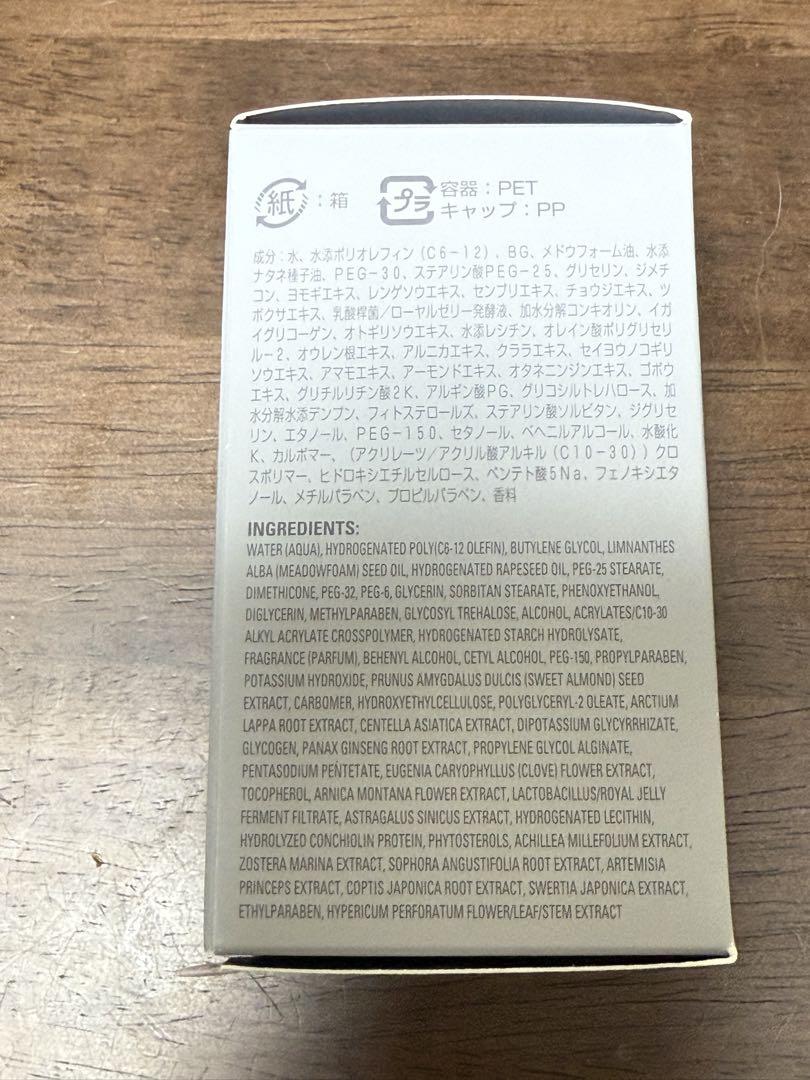 紙：箱
プラ
容器：PET
キャップ：PP
成分：水、水添ポリオレフィン（C6−12）、BG、メドウフォーム油、水添
ナタネ種子油、PEG−30、ステアリン酸PEG−25、グリセリン、ジメチ
コン、ヨモギエキス、レンゲソウエキス、センブリエキス、チョウジエキス、ツ
ボクサエキス、乳酸桿菌／ローヤルゼリー発酵液、加水分解コンキオリン、イガ
イグリコーゲン、オトギリソウエキス、水添レシチン、オレイン酸ポリグリセリ
ル−2、オウレン根エキス、アルニカエキス、クララエキス、セイヨウノコギリ
ソウエキス、アマモエキス、アーモンドエキス、オタネニンジンエキス、ゴボウ
エキス、グリチルリチン酸2K、アルギン酸PG、グリコシルトレハロース、加
水分解水添デンプン、フィトステロールズ、ステアリン酸ソルビタン、ジグリセ
リン、エタノール、PEG−150、セタノール、ベヘニルアルコール、水酸化
K、カルボマー、（アクリレーツ／アクリル酸アルキル（C10−30））クロ
スポリマー、ヒドロキシエチルセルロース、ペンテト酸5Na、フェノキシエタ
ノール、メチルパラベン、プロピルパラベン、香料
INGREDIENTS:
WATER (AQUA), HYDROGENATED POLY(C6-12 OLEFIN), BUTYLENE GLYCOL, LIMNANTHES
ALBA (MEADOWFOAM) SEED OIL, HYDROGENATED RAPESEED OIL, PEG-25 STEARATE,
DIMETHICONE, PEG-32, PEG-6, GLYCERIN, SORBITAN STEARATE, PHENOXYETHANOL,
DIGLYCERIN, METHYLPARABEN, GLYCOSYL TREHALOSE, ALCOHOL, ACRYLATES/C10-30
ALKYL ACRYLATE CROSSPOLYMER, HYDROGENATED STARCH HYDROLYSATE,
FRAGRANCE (PARFUM), BEHENYL ALCOHOL, CETYL ALCOHOL, PEG-150, PROPYLPARABEN,
POTASSIUM HYDROXIDE, PRUNUS AMYGDALUS DULCIS (SWEET ALMOND) SEED
EXTRACT, CARBOMER, HYDROXYETHYLCELLULOSE, POLYGLYCERYL-2 OLEATE, ARCTIUM
LAPPA ROOT EXTRACT, CENTELLA ASIATICA EXTRACT, DIPOTASSIUM GLYCYRRHIZATE,
GLYCOGEN, PANAX GINSENG ROOT EXTRACT, PROPYLENE GLYCOL ALGINATE,
PENTASODIUM PENTETATE, EUGENIA CARYOPHYLLUS (CLOVE) FLOWER EXTRACT,
TOCOPHEROL, ARNICA MONTANA FLOWER EXTRACT, LACTOBACILLUS/ROYAL JELLY
FERMENT FILTRATE, ASTRAGALUS SINICUS EXTRACT, HYDROGENATED LECITHIN,
HYDROLYZED CONCHIOLIN PROTEIN, PHYTOSTEROLS, ACHILLEA MILLEFOLIUM EXTRACT,
ZOSTERA MARINA EXTRACT, SOPHORA ANGUSTIFOLIA ROOT EXTRACT, ARTEMISIA
PRINCEPS EXTRACT, COPTIS JAPONICA ROOT EXTRACT, SWERTIA JAPONICA EXTRACT,
ETHYLPARABEN, HYPERICUM PERFORATUM FLOWER/LEAF/STEM EXTRACT